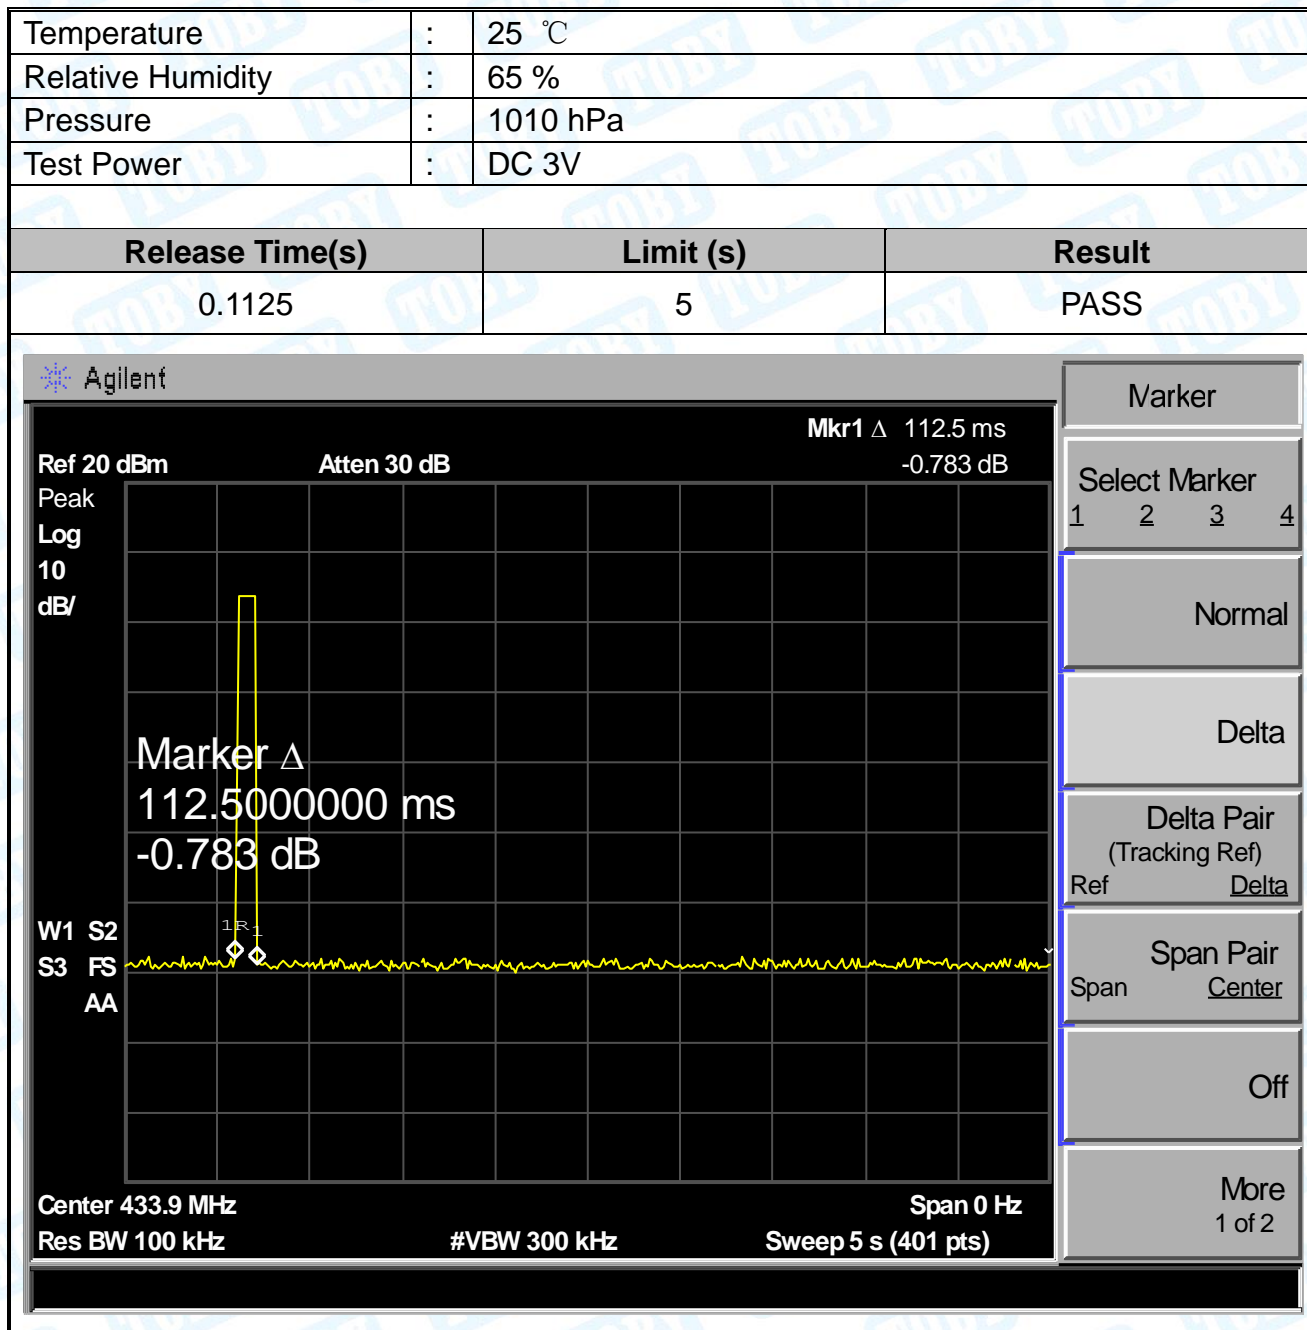 Temperature : 25 ℃
Relative Humidity : 65 %
Pressure : 1010 hPa
Test Power : DC 3V
Release Time(s) Limit (s) Result
0.1125 5 PASS
Agilent
Marker
Mkr1 Δ 112.5 ms
Ref 20 dBm Atten 30 dB -0.783 dB
Peak
Log
10
dB/
Marker Δ
112.5000000 ms
-0.783 dB
1R 1
W1 S2
S3 FS
AA
Center 433.9 MHz Span 0 Hz
Res BW 100 kHz #VBW 300 kHz Sweep 5 s (401 pts)
Select Marker
1 2 3 4
Normal
Delta
Delta Pair
(Tracking Ref)
Ref Delta
Span Pair
Span Center
Off
More
1 of 2
TOBY